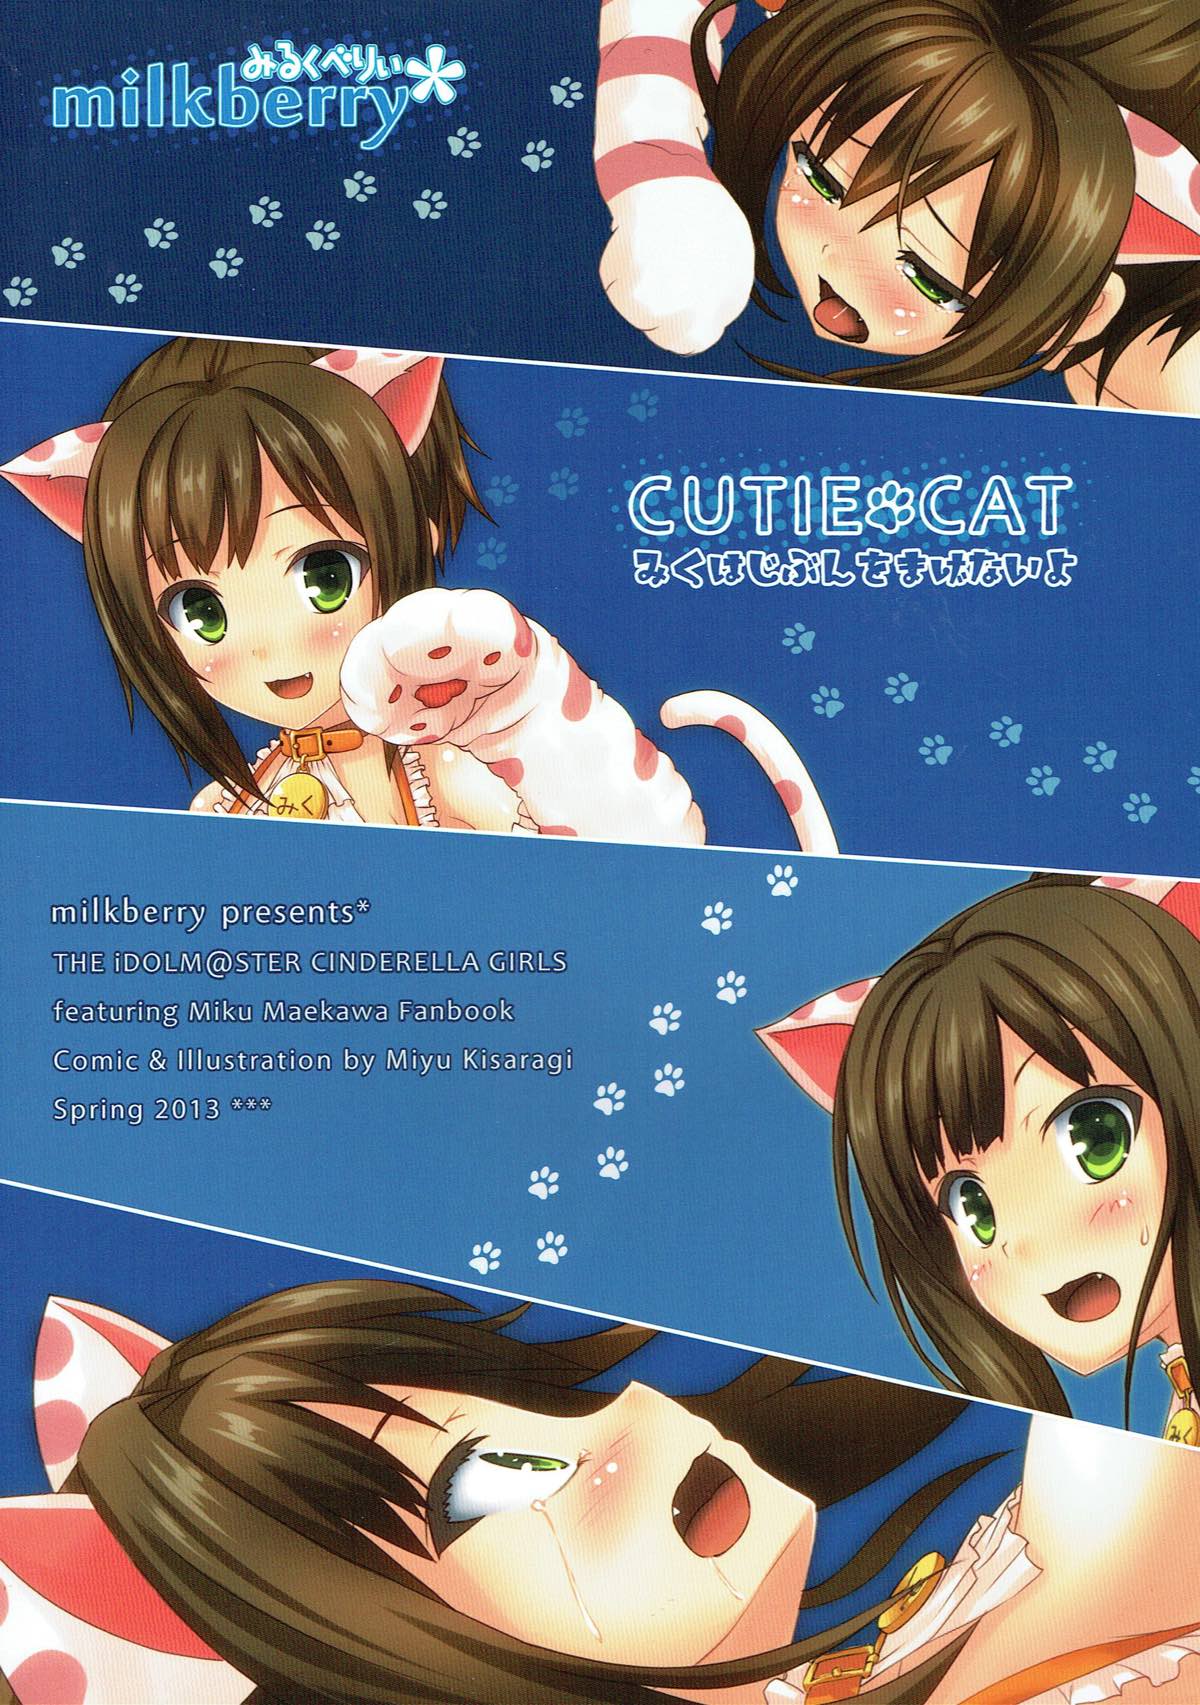 みるくべりぃ
milkberry*
CUTIE CAT
みくはじぶんをまげないよ
みく
milkberry presents*
THE iDOLM@STER CINDERELLA GIRLS
featuring Miku Maekawa Fanbook
Comic & Illustration by Miyu Kisaragi
Spring 2013 ***
みく